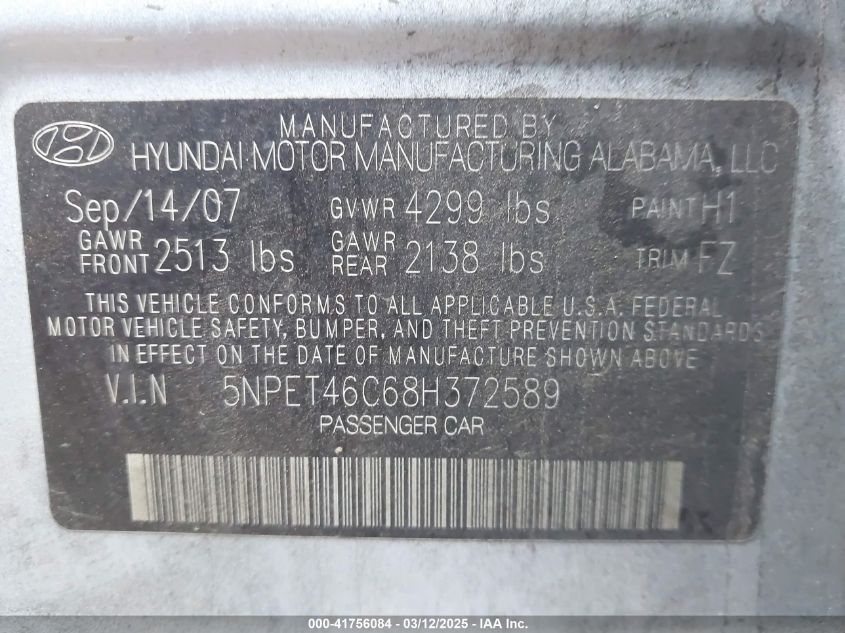 MANUFACTURED BY
HYUNDAI MOTOR MANUFACTURING ALABAMA, LLC
Sep/14/07 GVWR 4299 lbs PAINT H1
GAWR FRONT 2513 lbs GAWR REAR 2138 lbs TRIM FZ
THIS VEHICLE CONFORMS TO ALL APPLICABLE U.S.A. FEDERAL
MOTOR VEHICLE SAFETY, BUMPER, AND THEFT PREVENTION STANDARDS
IN EFFECT ON THE DATE OF MANUFACTURE SHOWN ABOVE
V.I.N 5NPET46C68H372589
PASSENGER CAR
000-41756084 - 03/12/2025 - IAA Inc.